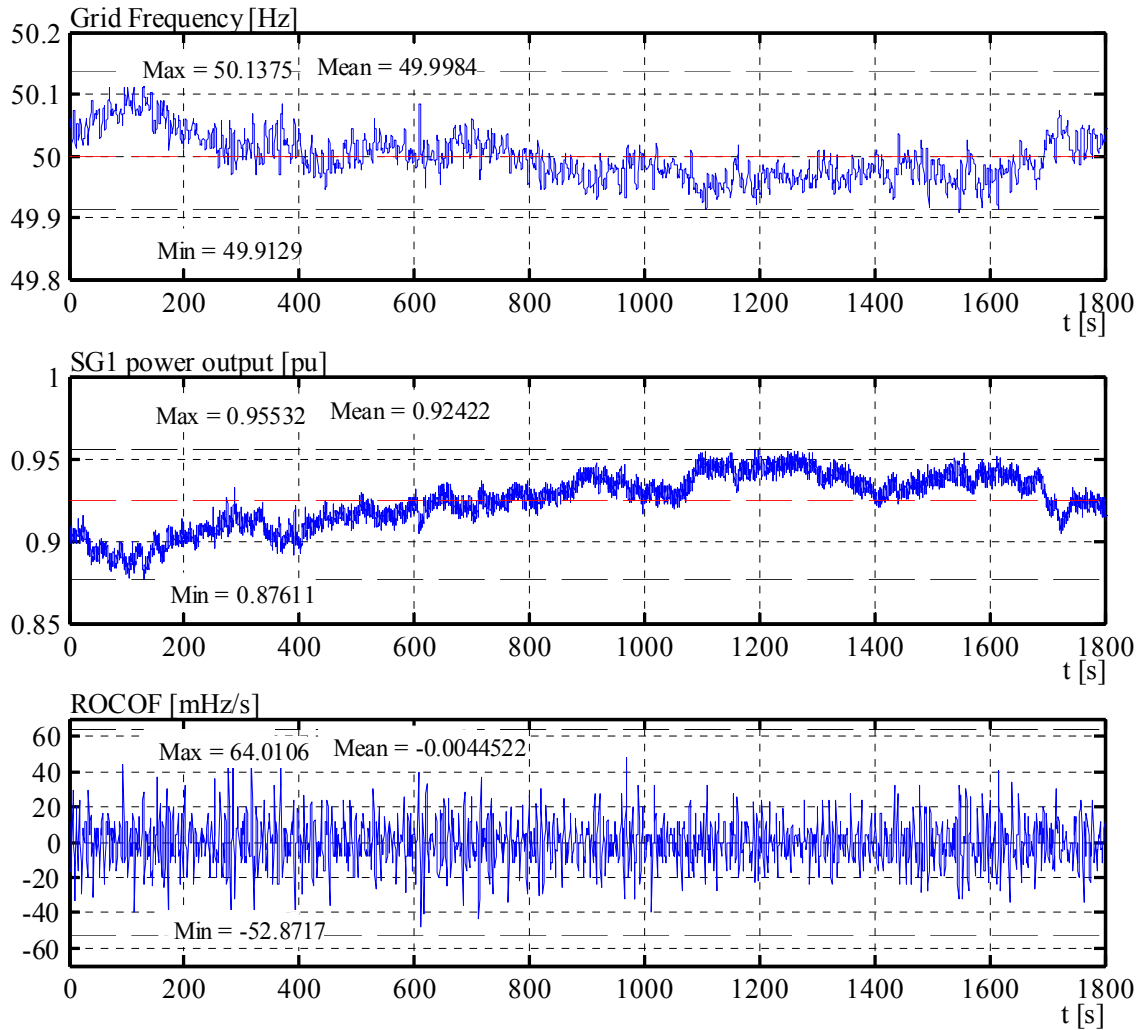 Grid Frequency [Hz]
50.2
Max = 50.1375 Mean = 49.9984
50.1
50
49.9
Min = 49.9129
49.8
0 200 400 600 800 1000 1200 1400 1600 1800
t [s]
SG1 power output [pu]
1
Max = 0.95532 Mean = 0.92422
0.95
0.9
Min = 0.87611
0.85
0 200 400 600 800 1000 1200 1400 1600 1800
t [s]
ROCOF [mHz/s]
60
Max = 64.0106 Mean = -0.0044522
40
20
0
-20
-40
Min = -52.8717
-60
0 200 400 600 800 1000 1200 1400 1600 1800
t [s]